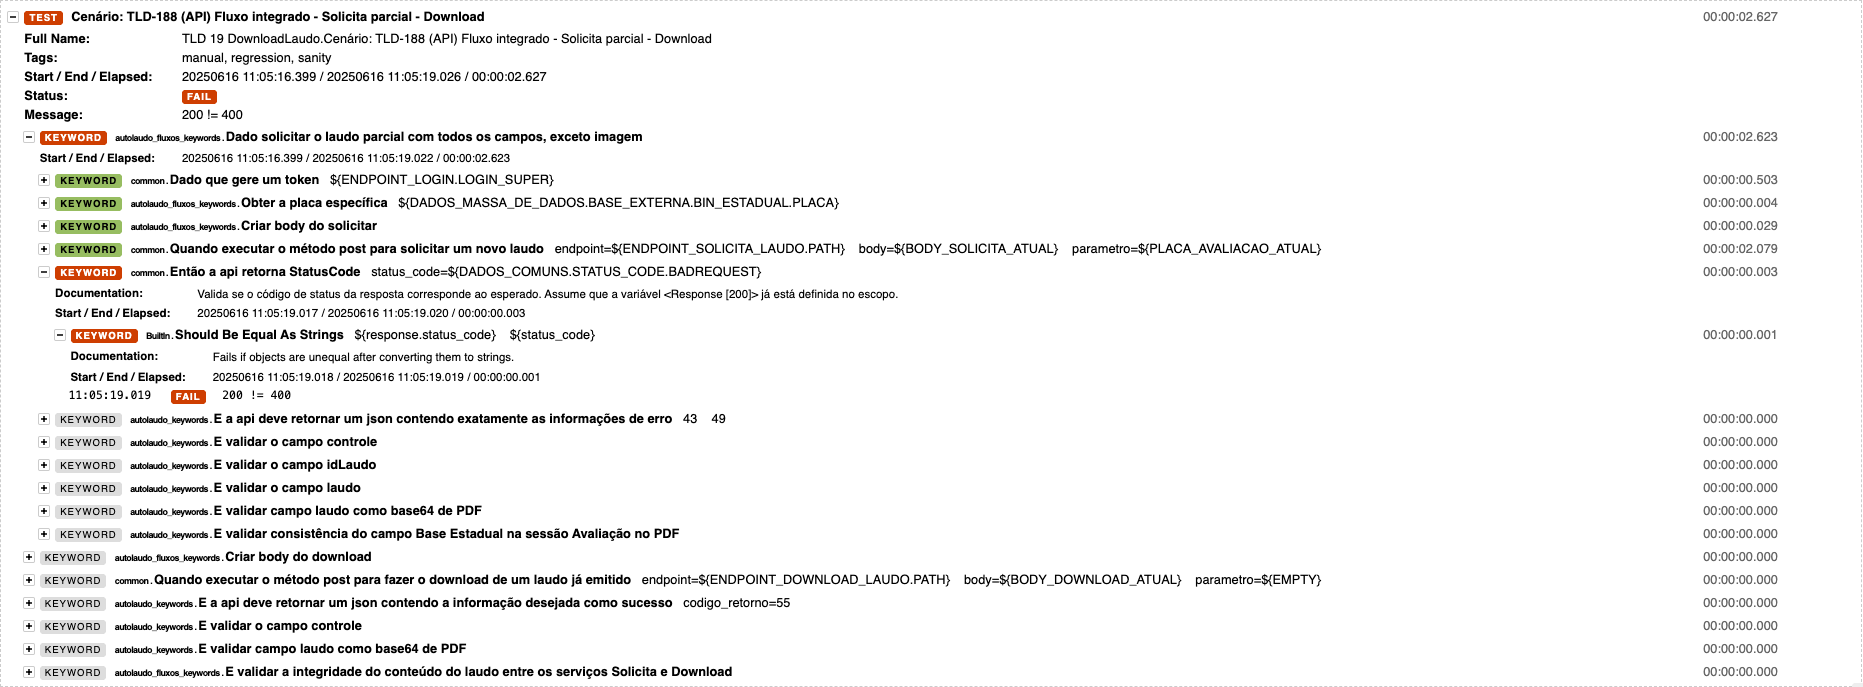 TEST Cenário: TLD-188 (API) Fluxo integrado - Solicita parcial - Download 00:00:02.627
Full Name: TLD 19 DownloadLaudo.Cenário: TLD-188 (API) Fluxo integrado - Solicita parcial - Download
Tags: manual, regression, sanity
Start / End / Elapsed: 20250616 11:05:16.399 / 20250616 11:05:19.026 / 00:00:02.627
Status: FAIL
Message: 200 != 400
KEYWORD autolaudo_fluxos_keywords.Dado solicitar o laudo parcial com todos os campos, exceto imagem 00:00:02.623
Start / End / Elapsed: 20250616 11:05:16.399 / 20250616 11:05:19.022 / 00:00:02.623
KEYWORD common.Dado que gere um token ${ENDPOINT_LOGIN.LOGIN_SUPER} 00:00:00.503
KEYWORD autolaudo_fluxos_keywords.Obter a placa específica ${DADOS_MASSA_DE_DADOS.BASE_EXTERNA.BIN_ESTADUAL.PLACA} 00:00:00.004
KEYWORD autolaudo_fluxos_keywords.Criar body do solicitar 00:00:00.029
KEYWORD common.Quando executar o método post para solicitar um novo laudo endpoint=${ENDPOINT_SOLICITA_LAUDO.PATH} body=${BODY_SOLICITA_ATUAL} parametro=${PLACA_AVALIACAO_ATUAL} 00:00:02.079
KEYWORD common.Então a api retorna StatusCode status_code=${DADOS_COMUNS.STATUS_CODE.BADREQUEST} 00:00:00.003
Documentation: Valida se o código de status da resposta corresponde ao esperado. Assume que a variável <Response [200]> já está definida no escopo.
Start / End / Elapsed: 20250616 11:05:19.017 / 20250616 11:05:19.020 / 00:00:00.003
KEYWORD BuiltIn.Should Be Equal As Strings ${response.status_code} ${status_code} 00:00:00.001
Documentation: Fails if objects are unequal after converting them to strings.
Start / End / Elapsed: 20250616 11:05:19.018 / 20250616 11:05:19.019 / 00:00:00.001
11:05:19.019 FAIL 200 != 400
KEYWORD autolaudo_keywords.E a api deve retornar um json contendo exatamente as informações de erro 43 49 00:00:00.000
KEYWORD autolaudo_keywords.E validar o campo controle 00:00:00.000
KEYWORD autolaudo_keywords.E validar o campo idLaudo 00:00:00.000
KEYWORD autolaudo_keywords.E validar o campo laudo 00:00:00.000
KEYWORD autolaudo_keywords.E validar campo laudo como base64 de PDF 00:00:00.000
KEYWORD autolaudo_keywords.E validar consistência do campo Base Estadual na sessão Avaliação no PDF 00:00:00.000
KEYWORD autolaudo_fluxos_keywords.Criar body do download 00:00:00.000
KEYWORD common.Quando executar o método post para fazer o download de um laudo já emitido endpoint=${ENDPOINT_DOWNLOAD_LAUDO.PATH} body=${BODY_DOWNLOAD_ATUAL} parametro=${EMPTY} 00:00:00.000
KEYWORD autolaudo_keywords.E a api deve retornar um json contendo a informação desejada como sucesso codigo_retorno=55 00:00:00.000
KEYWORD autolaudo_keywords.E validar o campo controle 00:00:00.000
KEYWORD autolaudo_keywords.E validar campo laudo como base64 de PDF 00:00:00.000
KEYWORD autolaudo_fluxos_keywords.E validar a integridade do conteúdo do laudo entre os serviços Solicita e Download 00:00:00.000